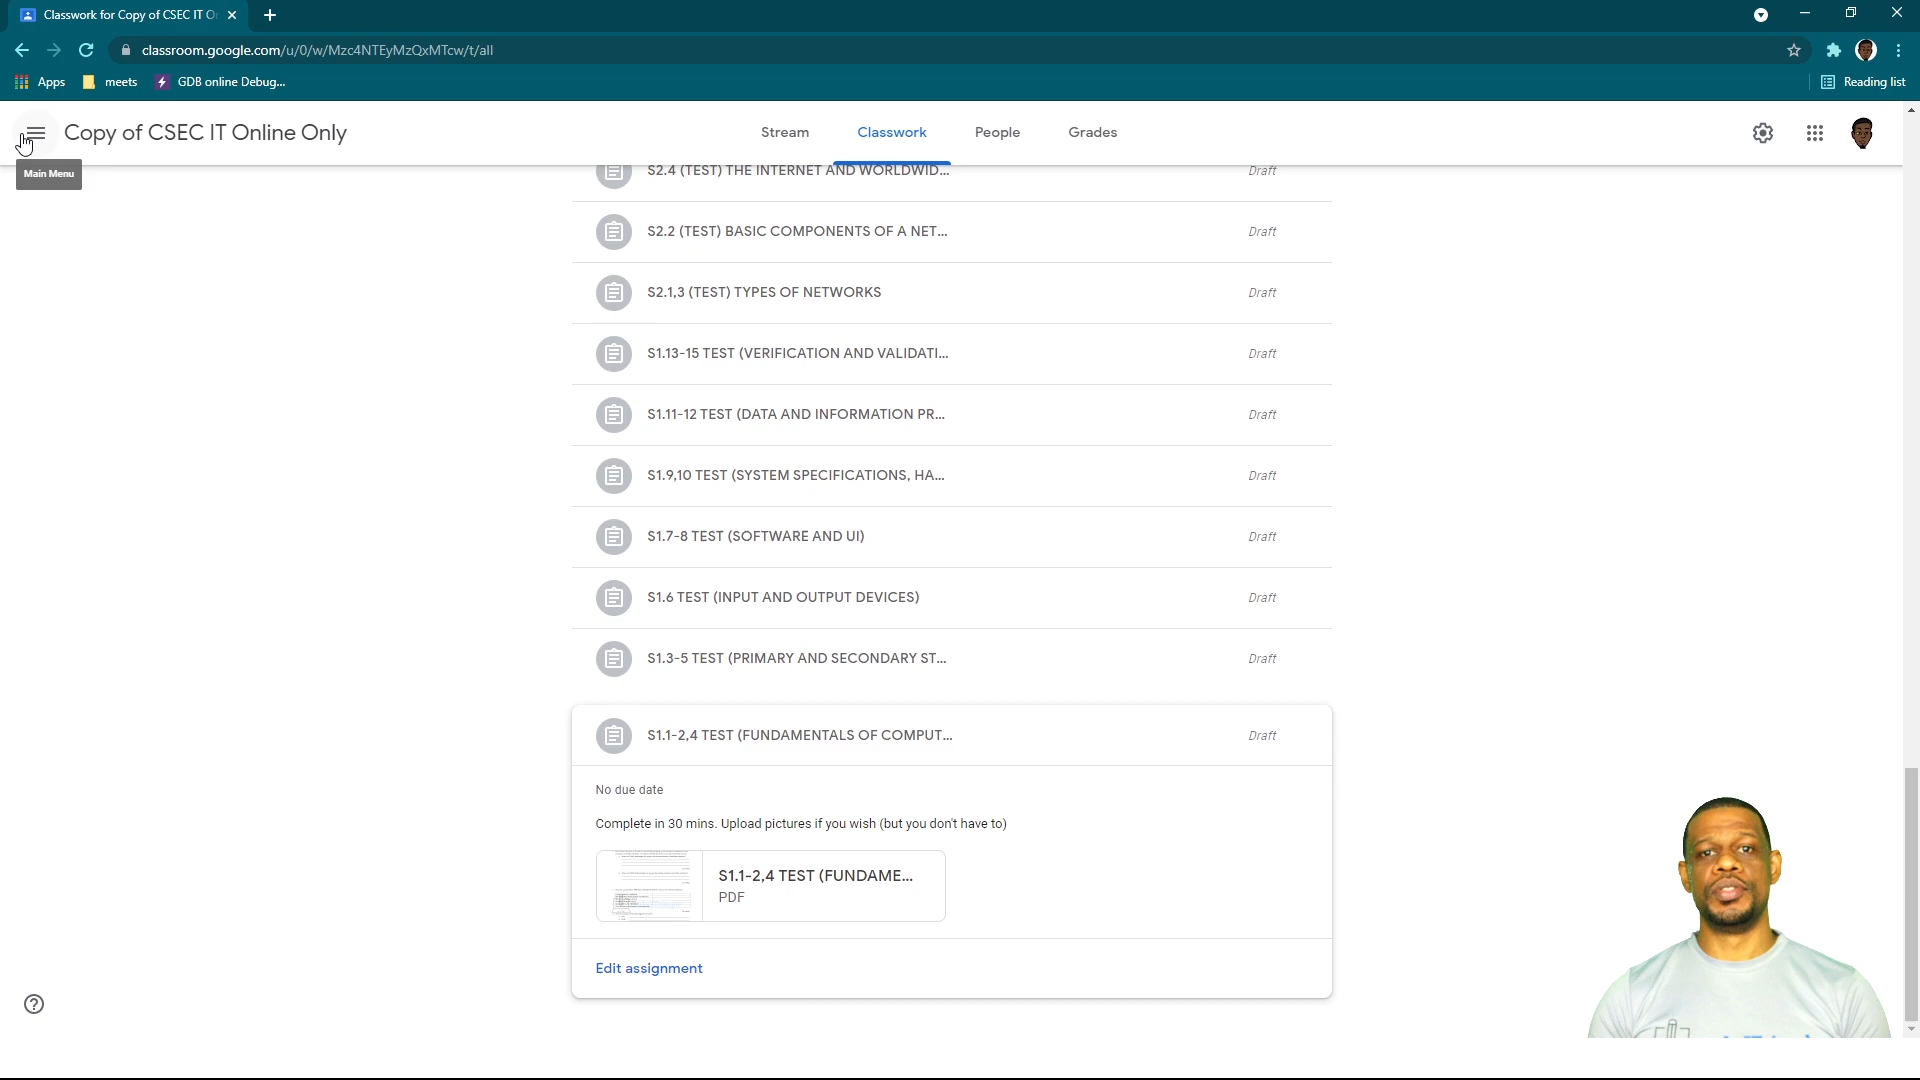 Classwork for Copy of CSEC IT O
classroom.google.com/u/0/w/Mzc4NTEyMzQxMTcw/t/all
Apps
meets
GDB online Debug...
Reading list
Copy of CSEC IT Online Only
Stream
Classwork
People
Grades
Main Menu
S2.4 (TEST) THE INTERNET AND WORLDWID...
Draft
S2.2 (TEST) BASIC COMPONENTS OF A NET...
Draft
S2.1,3 (TEST) TYPES OF NETWORKS
Draft
S1.13-15 TEST (VERIFICATION AND VALIDATI...
Draft
S1.11-12 TEST (DATA AND INFORMATION PR...
Draft
S1.9,10 TEST (SYSTEM SPECIFICATIONS, HA...
Draft
S1.7-8 TEST (SOFTWARE AND UI)
Draft
S1.6 TEST (INPUT AND OUTPUT DEVICES)
Draft
S1.3-5 TEST (PRIMARY AND SECONDARY ST...
Draft
S1.1-2,4 TEST (FUNDAMENTALS OF COMPUT...
Draft
No due date
Complete in 30 mins. Upload pictures if you wish (but you don't have to)
S1.1-2,4 TEST (FUNDAME...
PDF
Edit assignment